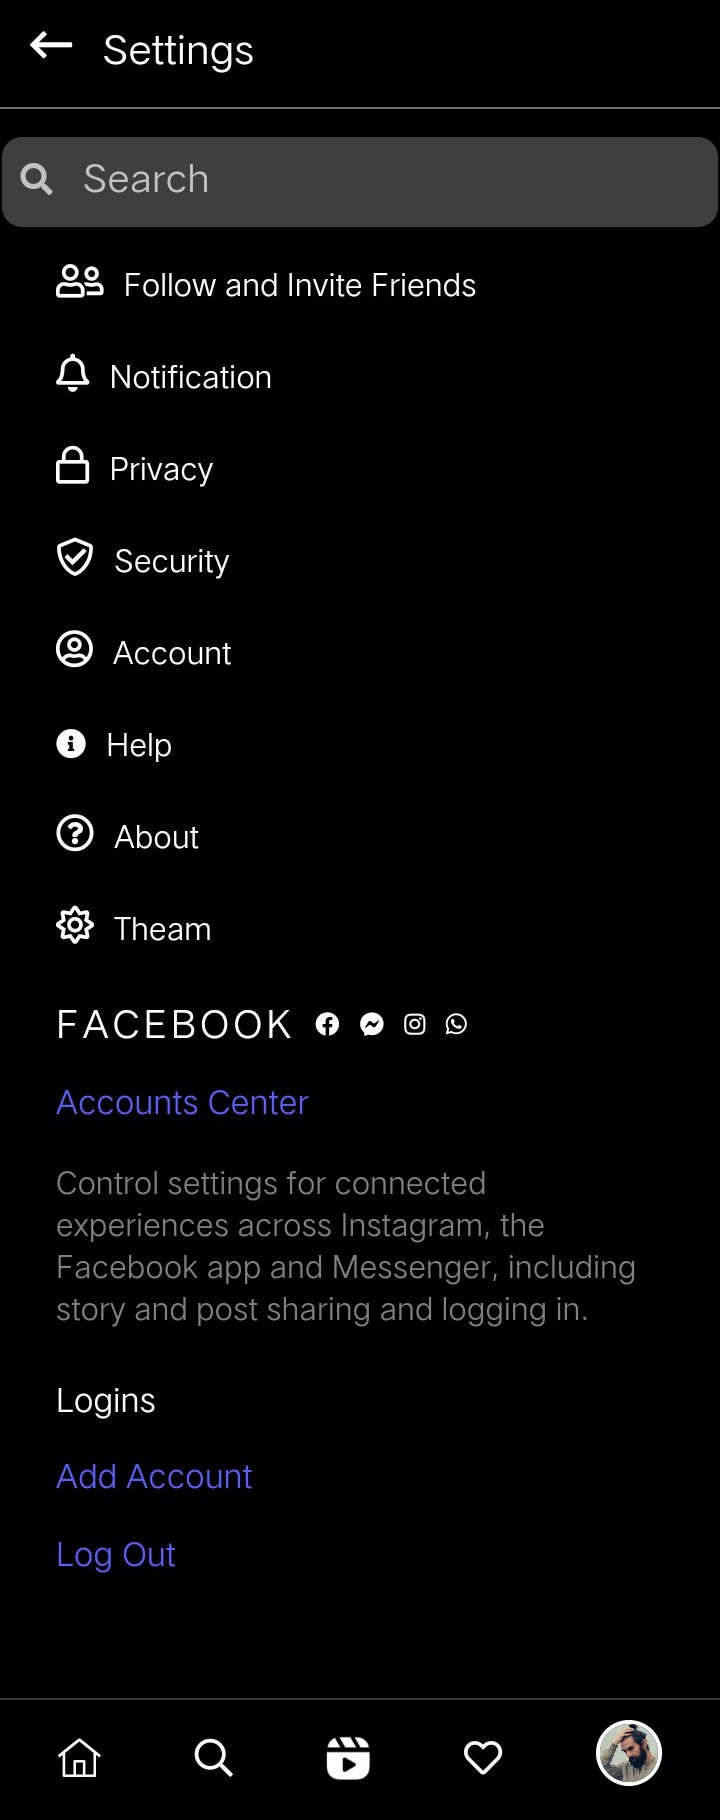 Settings
Search
Follow and Invite Friends
Notification
Privacy
Security
Account
Help
About
Theam
FACEBOOK
Accounts Center
Control settings for connected
experiences across Instagram, the
Facebook app and Messenger, including
story and post sharing and logging in.
Logins
Add Account
Log Out